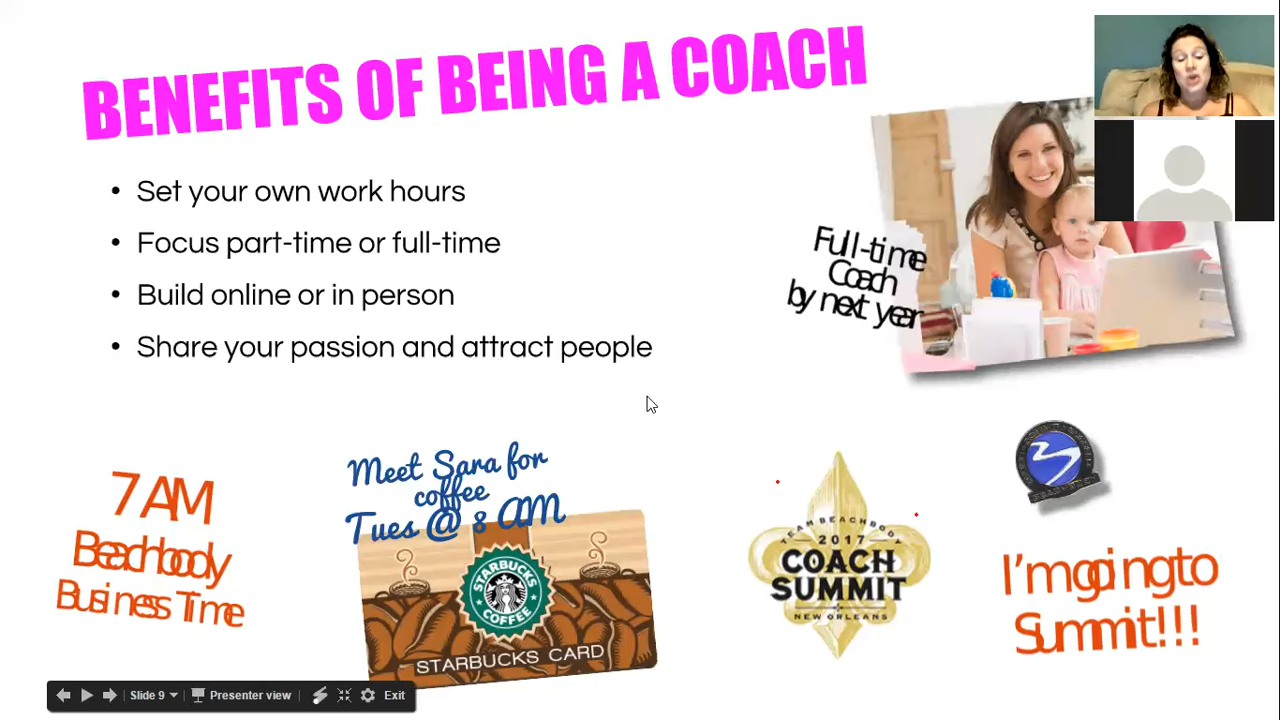 BENEFITS OF BEING A COACH
• Set your own work hours
• Focus part-time or full-time
• Build online or in person
• Share your passion and attract people
Full-time
Coach
by next year
7 AM
Beachbody
Business Time
Meet Sara for
coffee
Tues @ 8 AM
STARBUCKS
COFFEE
STARBUCKS CARD
TEAM BEACHBODY
2017
COACH
SUMMIT
NEW ORLEANS
I'm going to
Summit!!!
Slide 9
Presenter view
Exit